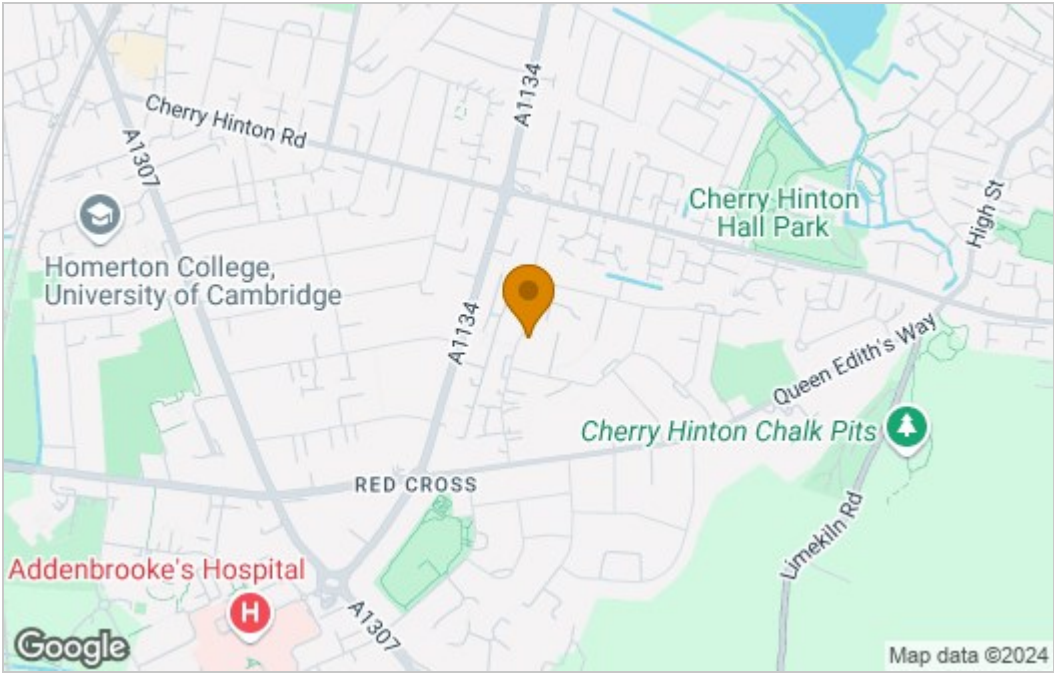 A1134
Cherry Hinton Rd
A1307
Cherry Hinton
Hall Park
High St
Homerton College,
University of Cambridge
A1134
Queen Edith's Way
Cherry Hinton Chalk Pits
RED CROSS
Limekiln Rd
Addenbrooke's Hospital
H
A1307
Google
Map data ©2024